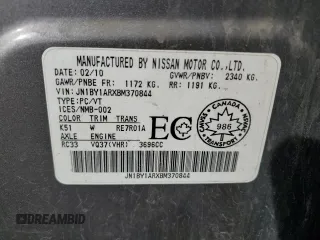 MANUFACTURED BY NISSAN MOTOR CO.,LTD.
DATE: 02/10 GVWR/PNBV: 2340 KG.
GAWR/PNBE FR: 1172 KG. RR: 1191 KG.
VIN: JN1BY1ARXBM370844
TYPE:PC/VT
ICES/NMB-002
COLOR TRIM TRANS
K51 W RE7R01A
AXLE ENGINE
RC33 VQ37(VHR) 3696CC
EC
CANADA
TRANSPORT
986
JN1BY1ARXBM370844
DREAMBID